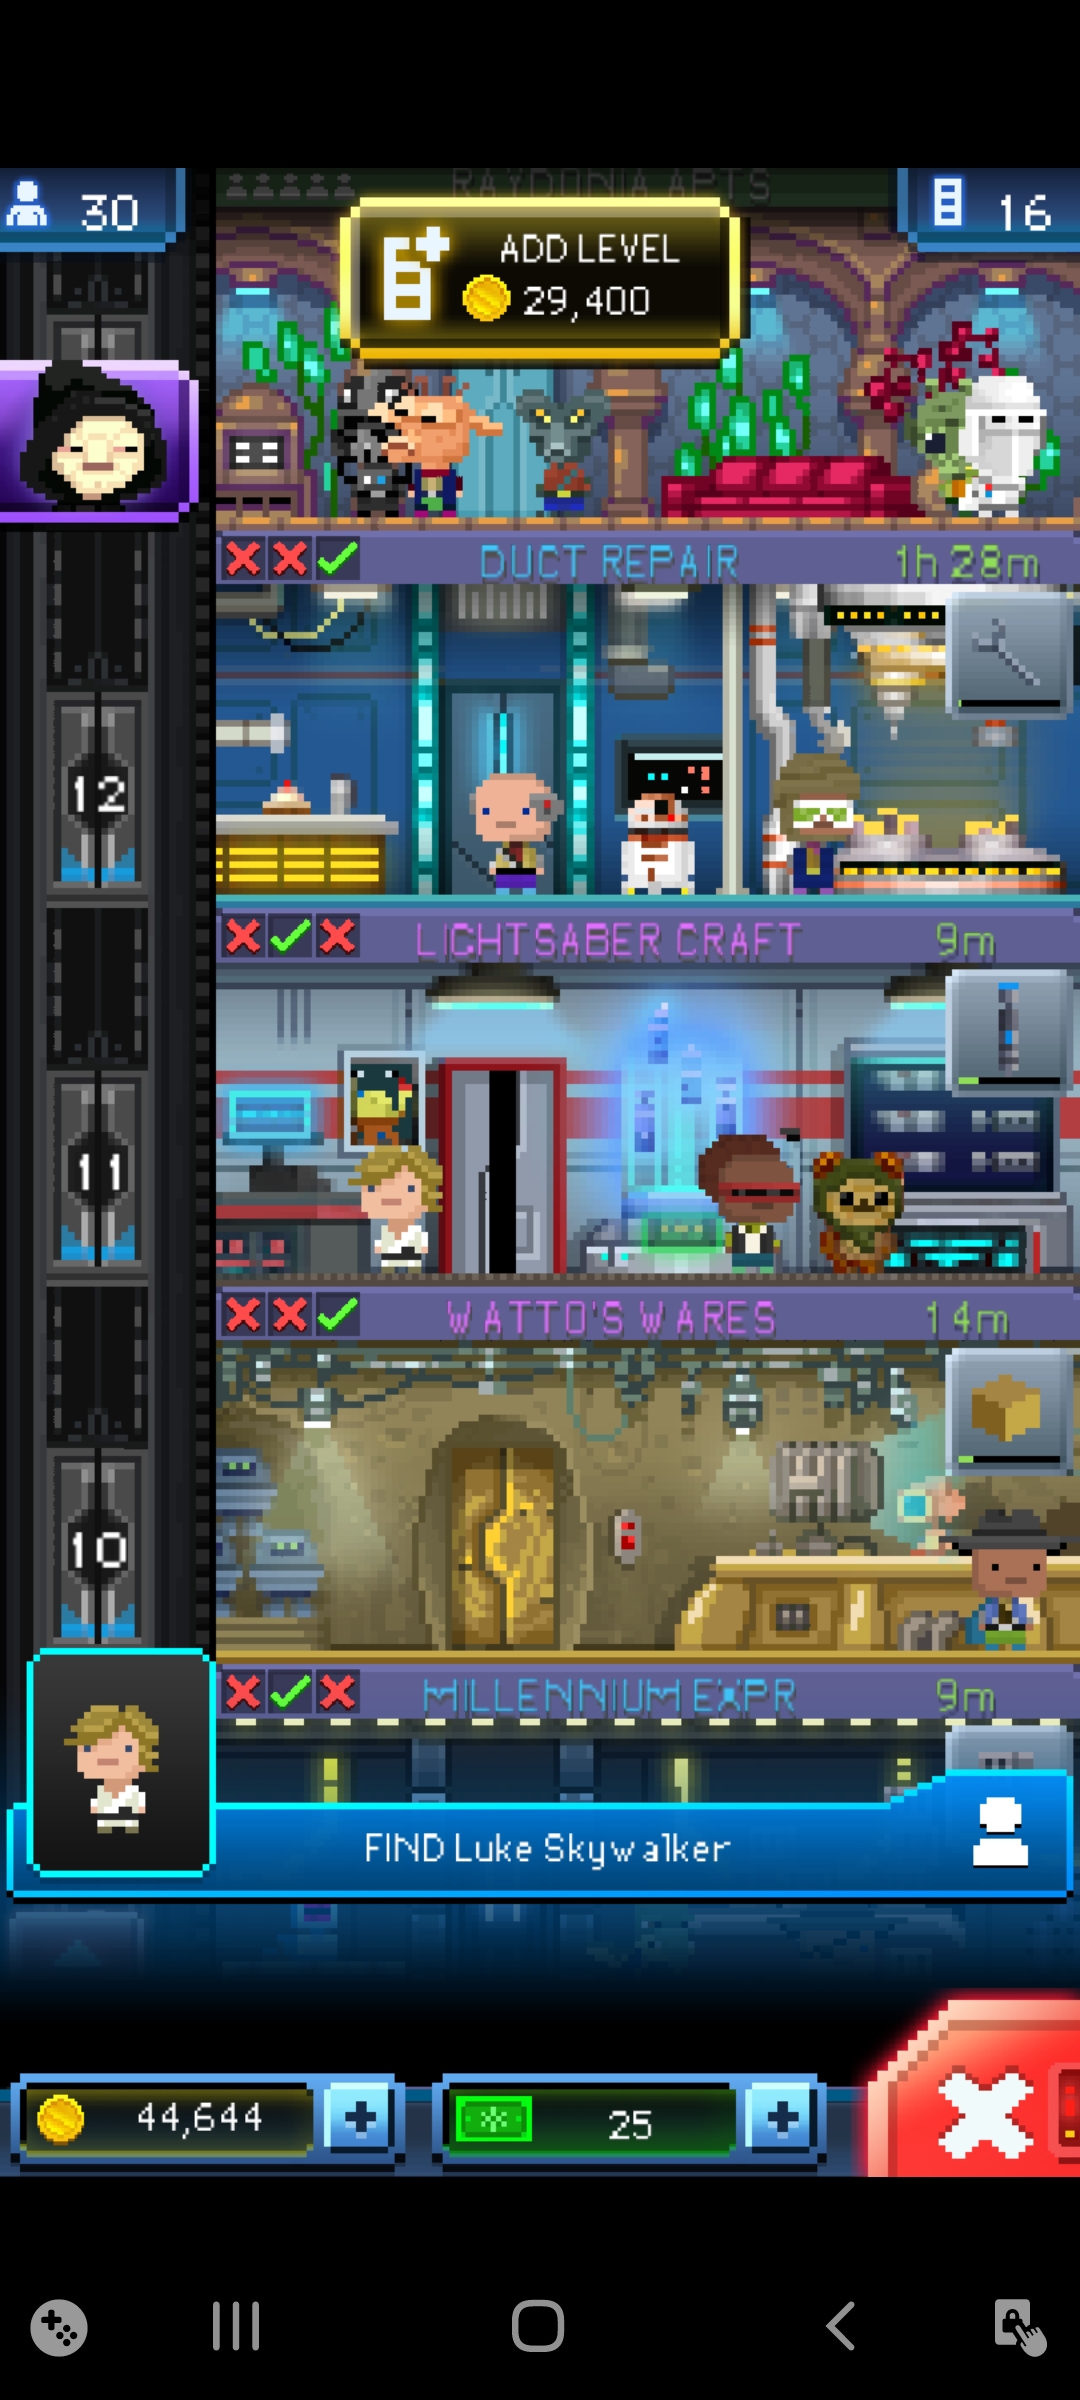 RAYDONIA APTS
30
16
ADD LEVEL
29,400
DUCT REPAIR 1h 28m
12
LIGHTSABER CRAFT 9m
11
WATTO'S WARES 14m
10
MILLENNIUM EXPR 9m
FIND Luke Skywalker
44,644
25